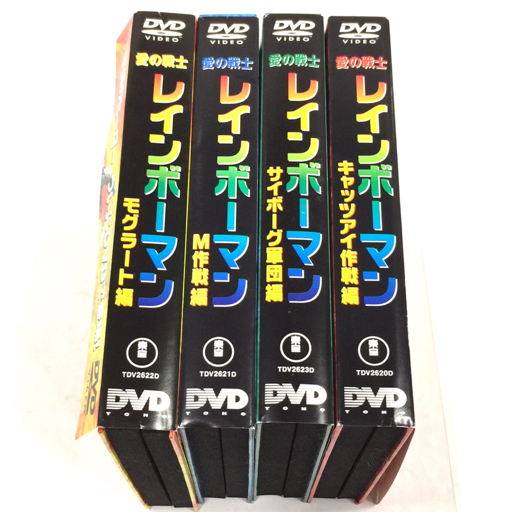 DVD
VIDEO
愛の戦士
レインボーマン
モグラート編
東宝
TDV2622D
DVD
TOHO
DVD
VIDEO
愛の戦士
レインボーマン
M作戦編
東宝
TDV2621D
DVD
TOHO
DVD
VIDEO
愛の戦士
レインボーマン
サイボーグ軍団編
東宝
TDV2623D
DVD
TOHO
DVD
VIDEO
愛の戦士
レインボーマン
キャッツアイ作戦編
東宝
TDV2620D
DVD
TOHO
DVD